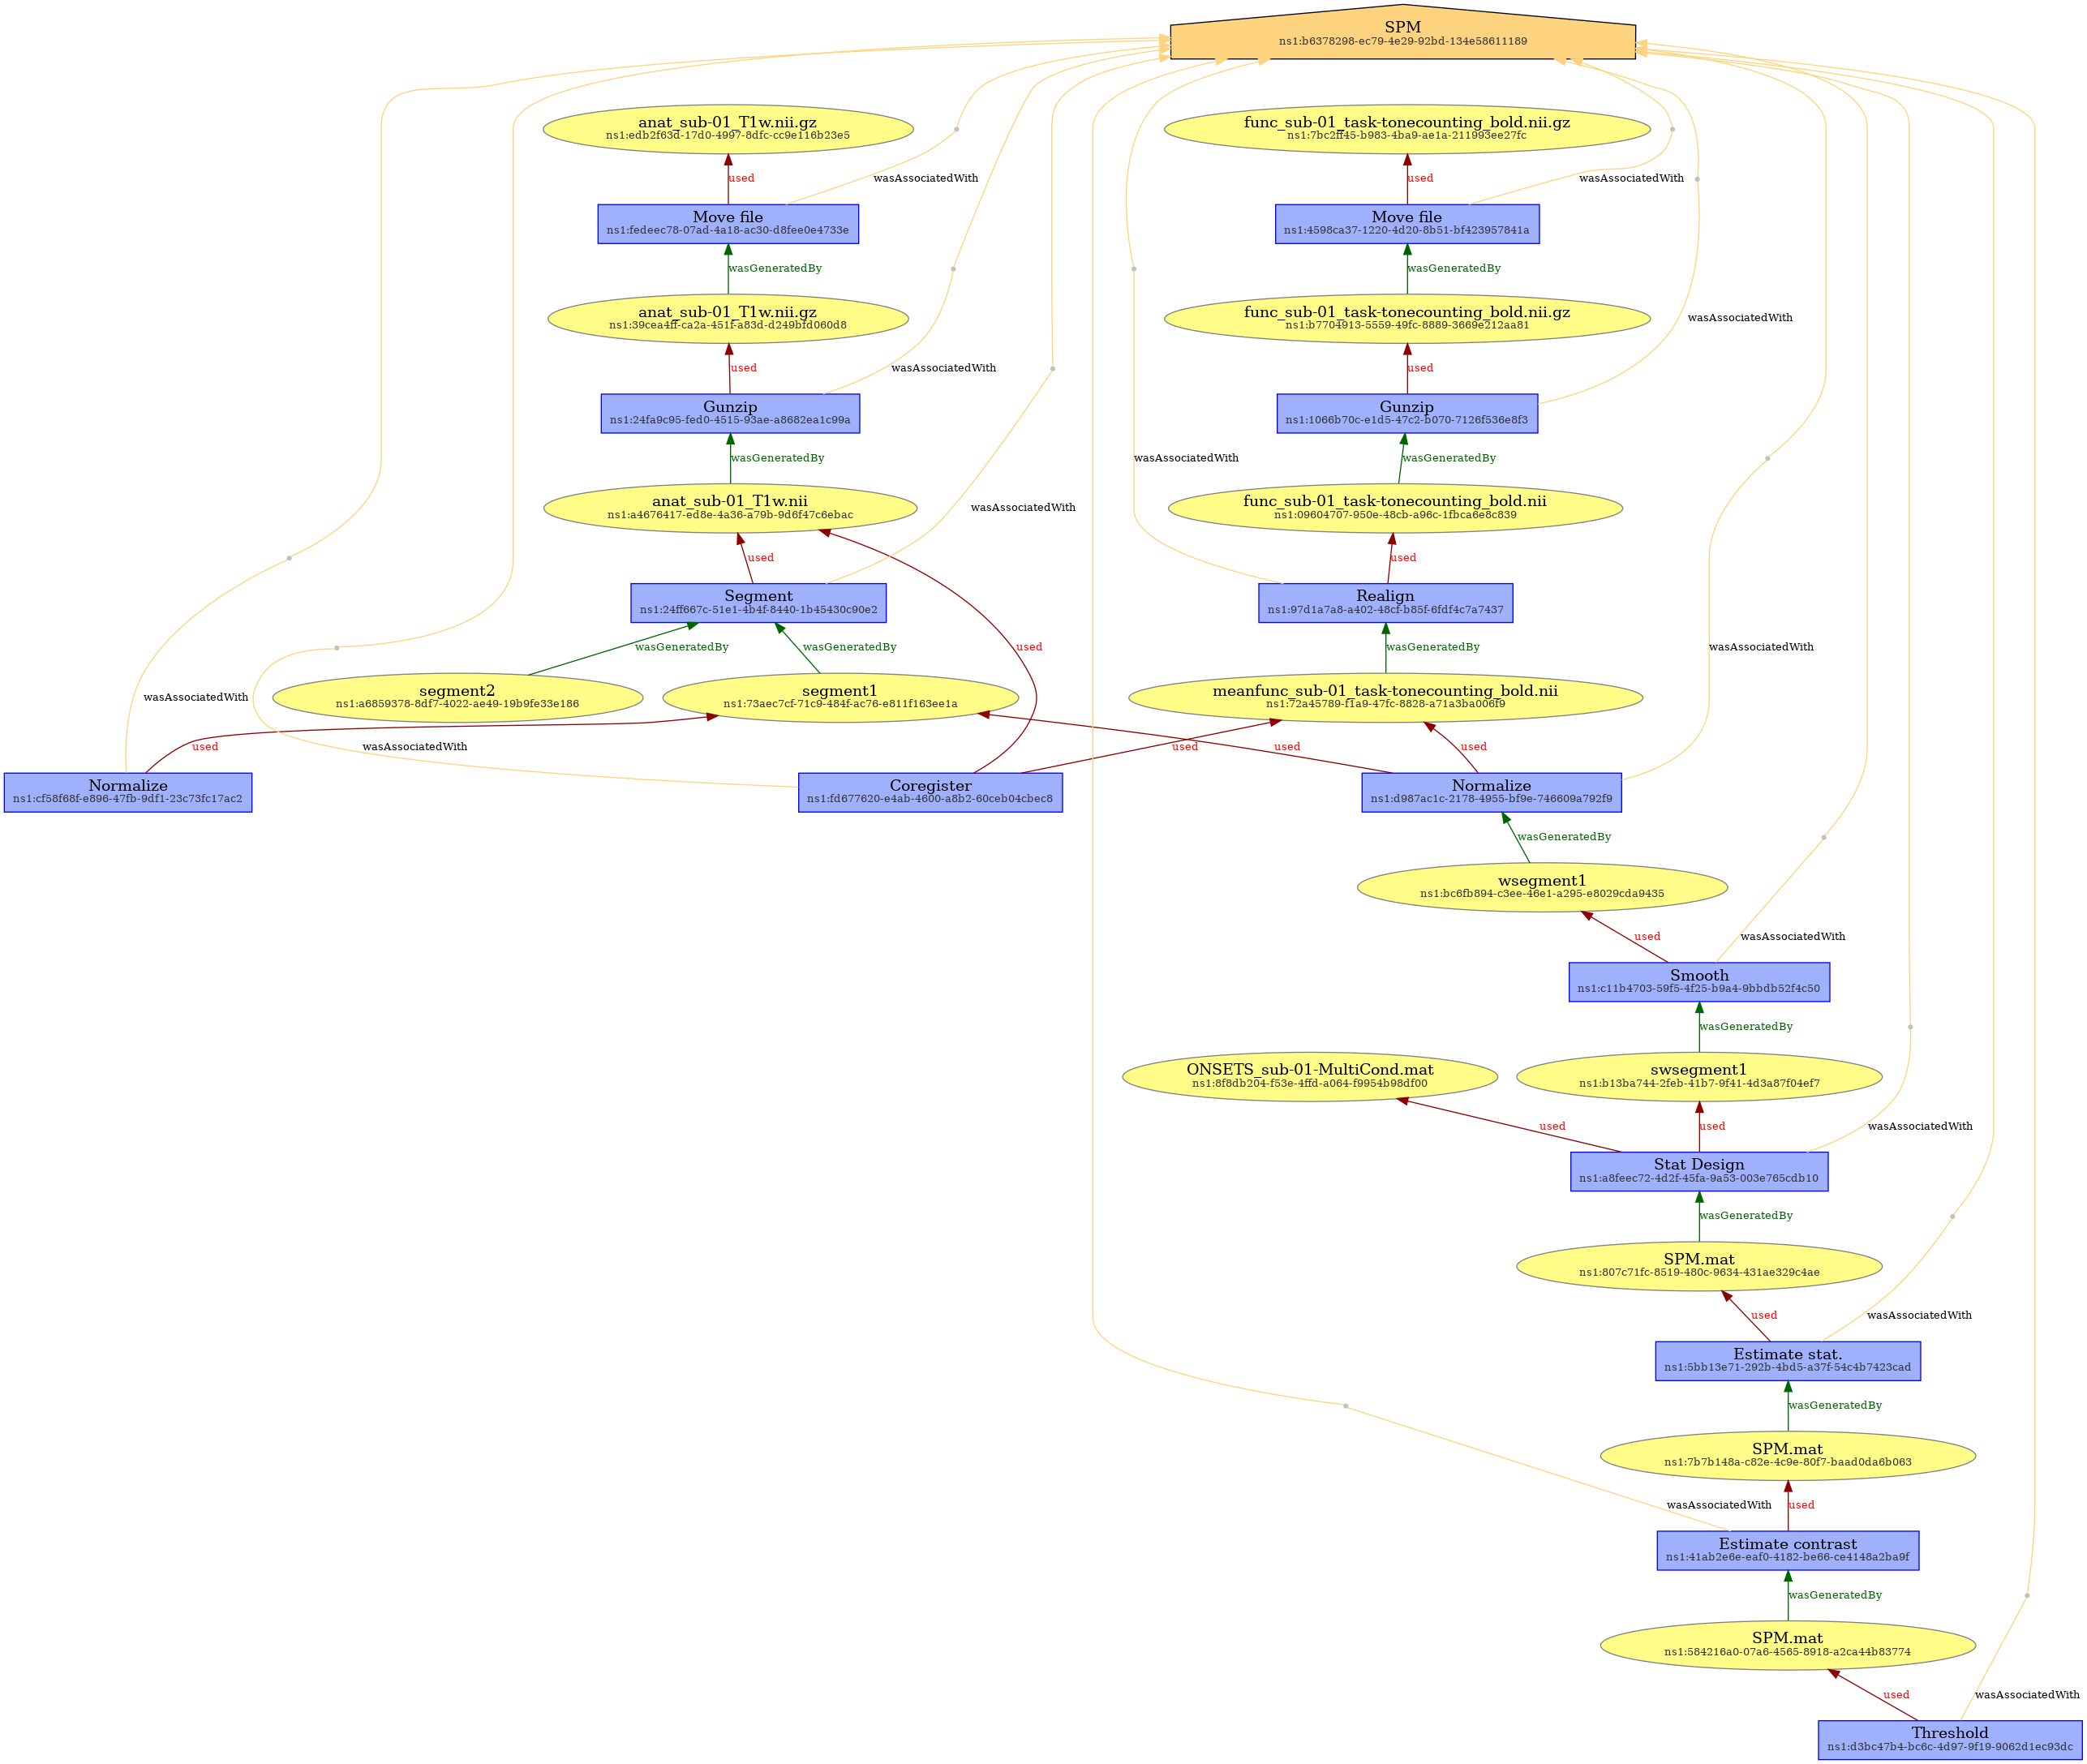 SPM
ns1:b6378298-ec79-4e29-92bd-134e58611189
anat_sub-01_T1w.nii.gz
ns1:edb2f63d-17d0-4997-8dfc-cc9e116b23e5
func_sub-01_task-tonecounting_bold.nii.gz
ns1:7bc2ff45-b983-4ba9-ae1a-211993ee27fc
used
wasAssociatedWith
used
wasAssociatedWith
Move file
ns1:fedeec78-07ad-4a18-ac30-d8fee0e4733e
Move file
ns1:4598ca37-1220-4d20-8b51-bf423957841a
wasGeneratedBy
wasGeneratedBy
anat_sub-01_T1w.nii.gz
ns1:39cea4ff-ca2a-451f-a83d-d249bfd060d8
func_sub-01_task-tonecounting_bold.nii.gz
ns1:b7704913-5559-49fc-8889-3669e212aa81
wasAssociatedWith
used
wasAssociatedWith
used
Gunzip
ns1:24fa9c95-fed0-4515-93ae-a8682ea1c99a
Gunzip
ns1:1066b70c-e1d5-47c2-b070-7126f536e8f3
wasGeneratedBy
wasAssociatedWith
wasGeneratedBy
anat_sub-01_T1w.nii
ns1:a4676417-ed8e-4a36-a79b-9d6f47c6ebac
func_sub-01_task-tonecounting_bold.nii
ns1:09604707-950e-48cb-a96c-1fbca6e8c839
wasAssociatedWith
used
used
Segment
ns1:24ff667c-51e1-4b4f-8440-1b45430c90e2
Realign
ns1:97d1a7a8-a402-48cf-b85f-6fdf4c7a7437
wasGeneratedBy
wasGeneratedBy
used
wasGeneratedBy
wasAssociatedWith
segment2
ns1:a6859378-8df7-4022-ae49-19b9fe33e186
segment1
ns1:73aec7cf-71c9-484f-ac76-e811f163ee1a
meanfunc_sub-01_task-tonecounting_bold.nii
ns1:72a45789-f1a9-47fc-8828-a71a3ba006f9
wasAssociatedWith
used
wasAssociatedWith
used
used
used
Normalize
ns1:cf58f68f-e896-47fb-9df1-23c73fc17ac2
Coregister
ns1:fd677620-e4ab-4600-a8b2-60ceb04cbec8
Normalize
ns1:d987ac1c-2178-4955-bf9e-746609a792f9
wasGeneratedBy
wsegment1
ns1:bc6fb894-c3ee-46e1-a295-e8029cda9435
used
wasAssociatedWith
Smooth
ns1:c11b4703-59f5-4f25-b9a4-9bbdb52f4c50
wasGeneratedBy
ONSETS_sub-01-MultiCond.mat
ns1:8f8db204-f53e-4ffd-a064-f9954b98df00
swsegment1
ns1:b13ba744-2feb-41b7-9f41-4d3a87f04ef7
used
used
wasAssociatedWith
Stat Design
ns1:a8feec72-4d2f-45fa-9a53-003e765cdb10
wasGeneratedBy
SPM.mat
ns1:807c71fc-8519-480c-9634-431ae329c4ae
used
wasAssociatedWith
Estimate stat.
ns1:5bb13e71-292b-4bd5-a37f-54c4b7423cad
wasGeneratedBy
SPM.mat
ns1:7b7b148a-c82e-4c9e-80f7-baad0da6b063
wasAssociatedWith
used
Estimate contrast
ns1:41ab2e6e-eaf0-4182-be66-ce4148a2ba9f
wasGeneratedBy
SPM.mat
ns1:584216a0-07a6-4565-8918-a2ca44b83774
used
wasAssociatedWith
Threshold
ns1:d3bc47b4-bc6c-4d97-9f19-9062d1ec93dc